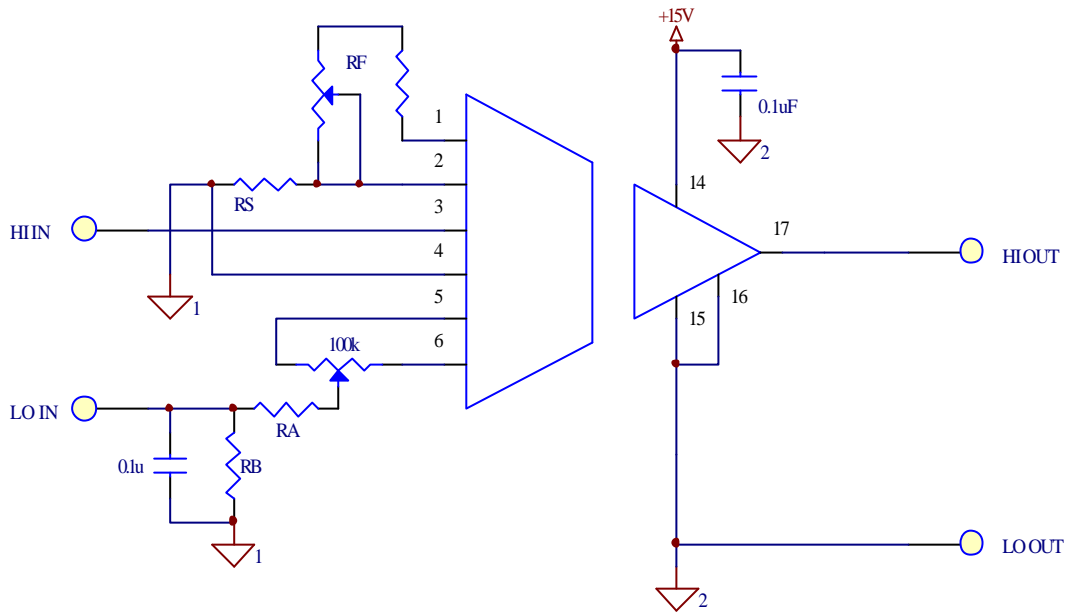 +15V
RF
0.1uF
1
2
2
14
RS
3
17
HI IN
HI OUT
4
16
1
5
15
100k
6
LO IN
RA
0.1u
RB
LO OUT
1
2